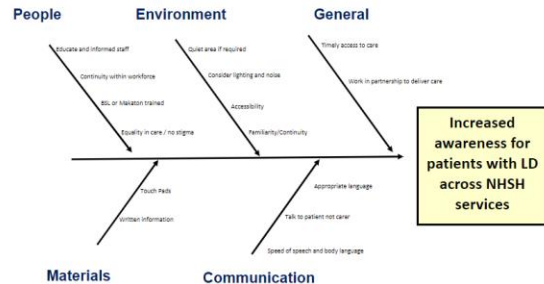 People
Environment
General
Educate and Informed staff
Continuity within workforce
BSL or Makaton trained
Equality in care / no stigma
Quiet area if required
Consider lighting and noise
Accessibility
Familiarity/Continuity
Timely access to care
Work in partnership to deliver care
Increased
awareness for
patients with LD
across NHSH
services
Touch Pads
Written information
Appropriate language
Talk to patient not carer
Speed of speech and body language
Materials
Communication